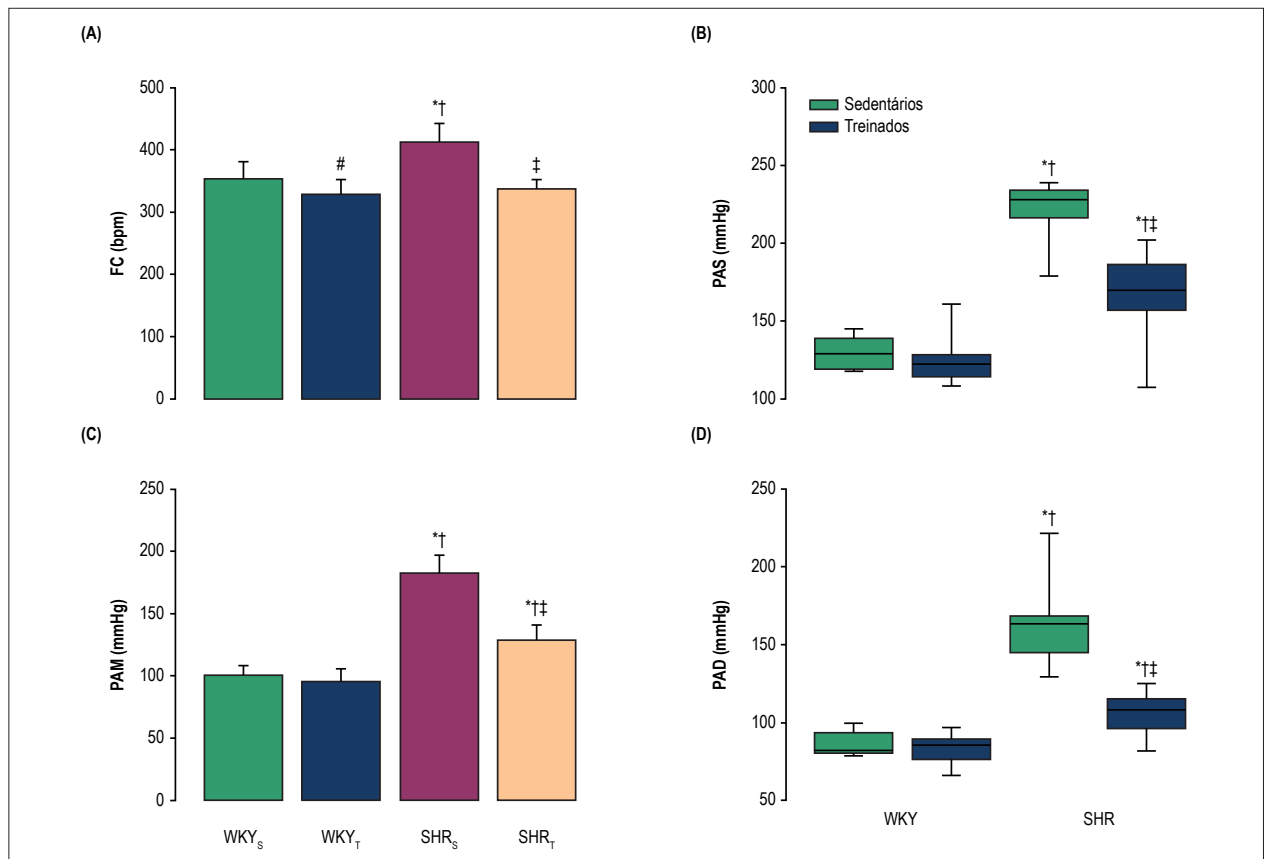 (A)
FC (bpm)
500
400
300
200
100
0
#
*†
‡
(B)
PAS (mmHg)
300
250
200
150
100
Sedentários
Treinados
*†
*†‡
(C)
PAM (mmHg)
250
200
150
100
50
0
*†
*†‡
WKYS WKYT SHRS SHRT
(D)
PAD (mmHg)
250
200
150
100
50
*†
*†‡
WKY SHR